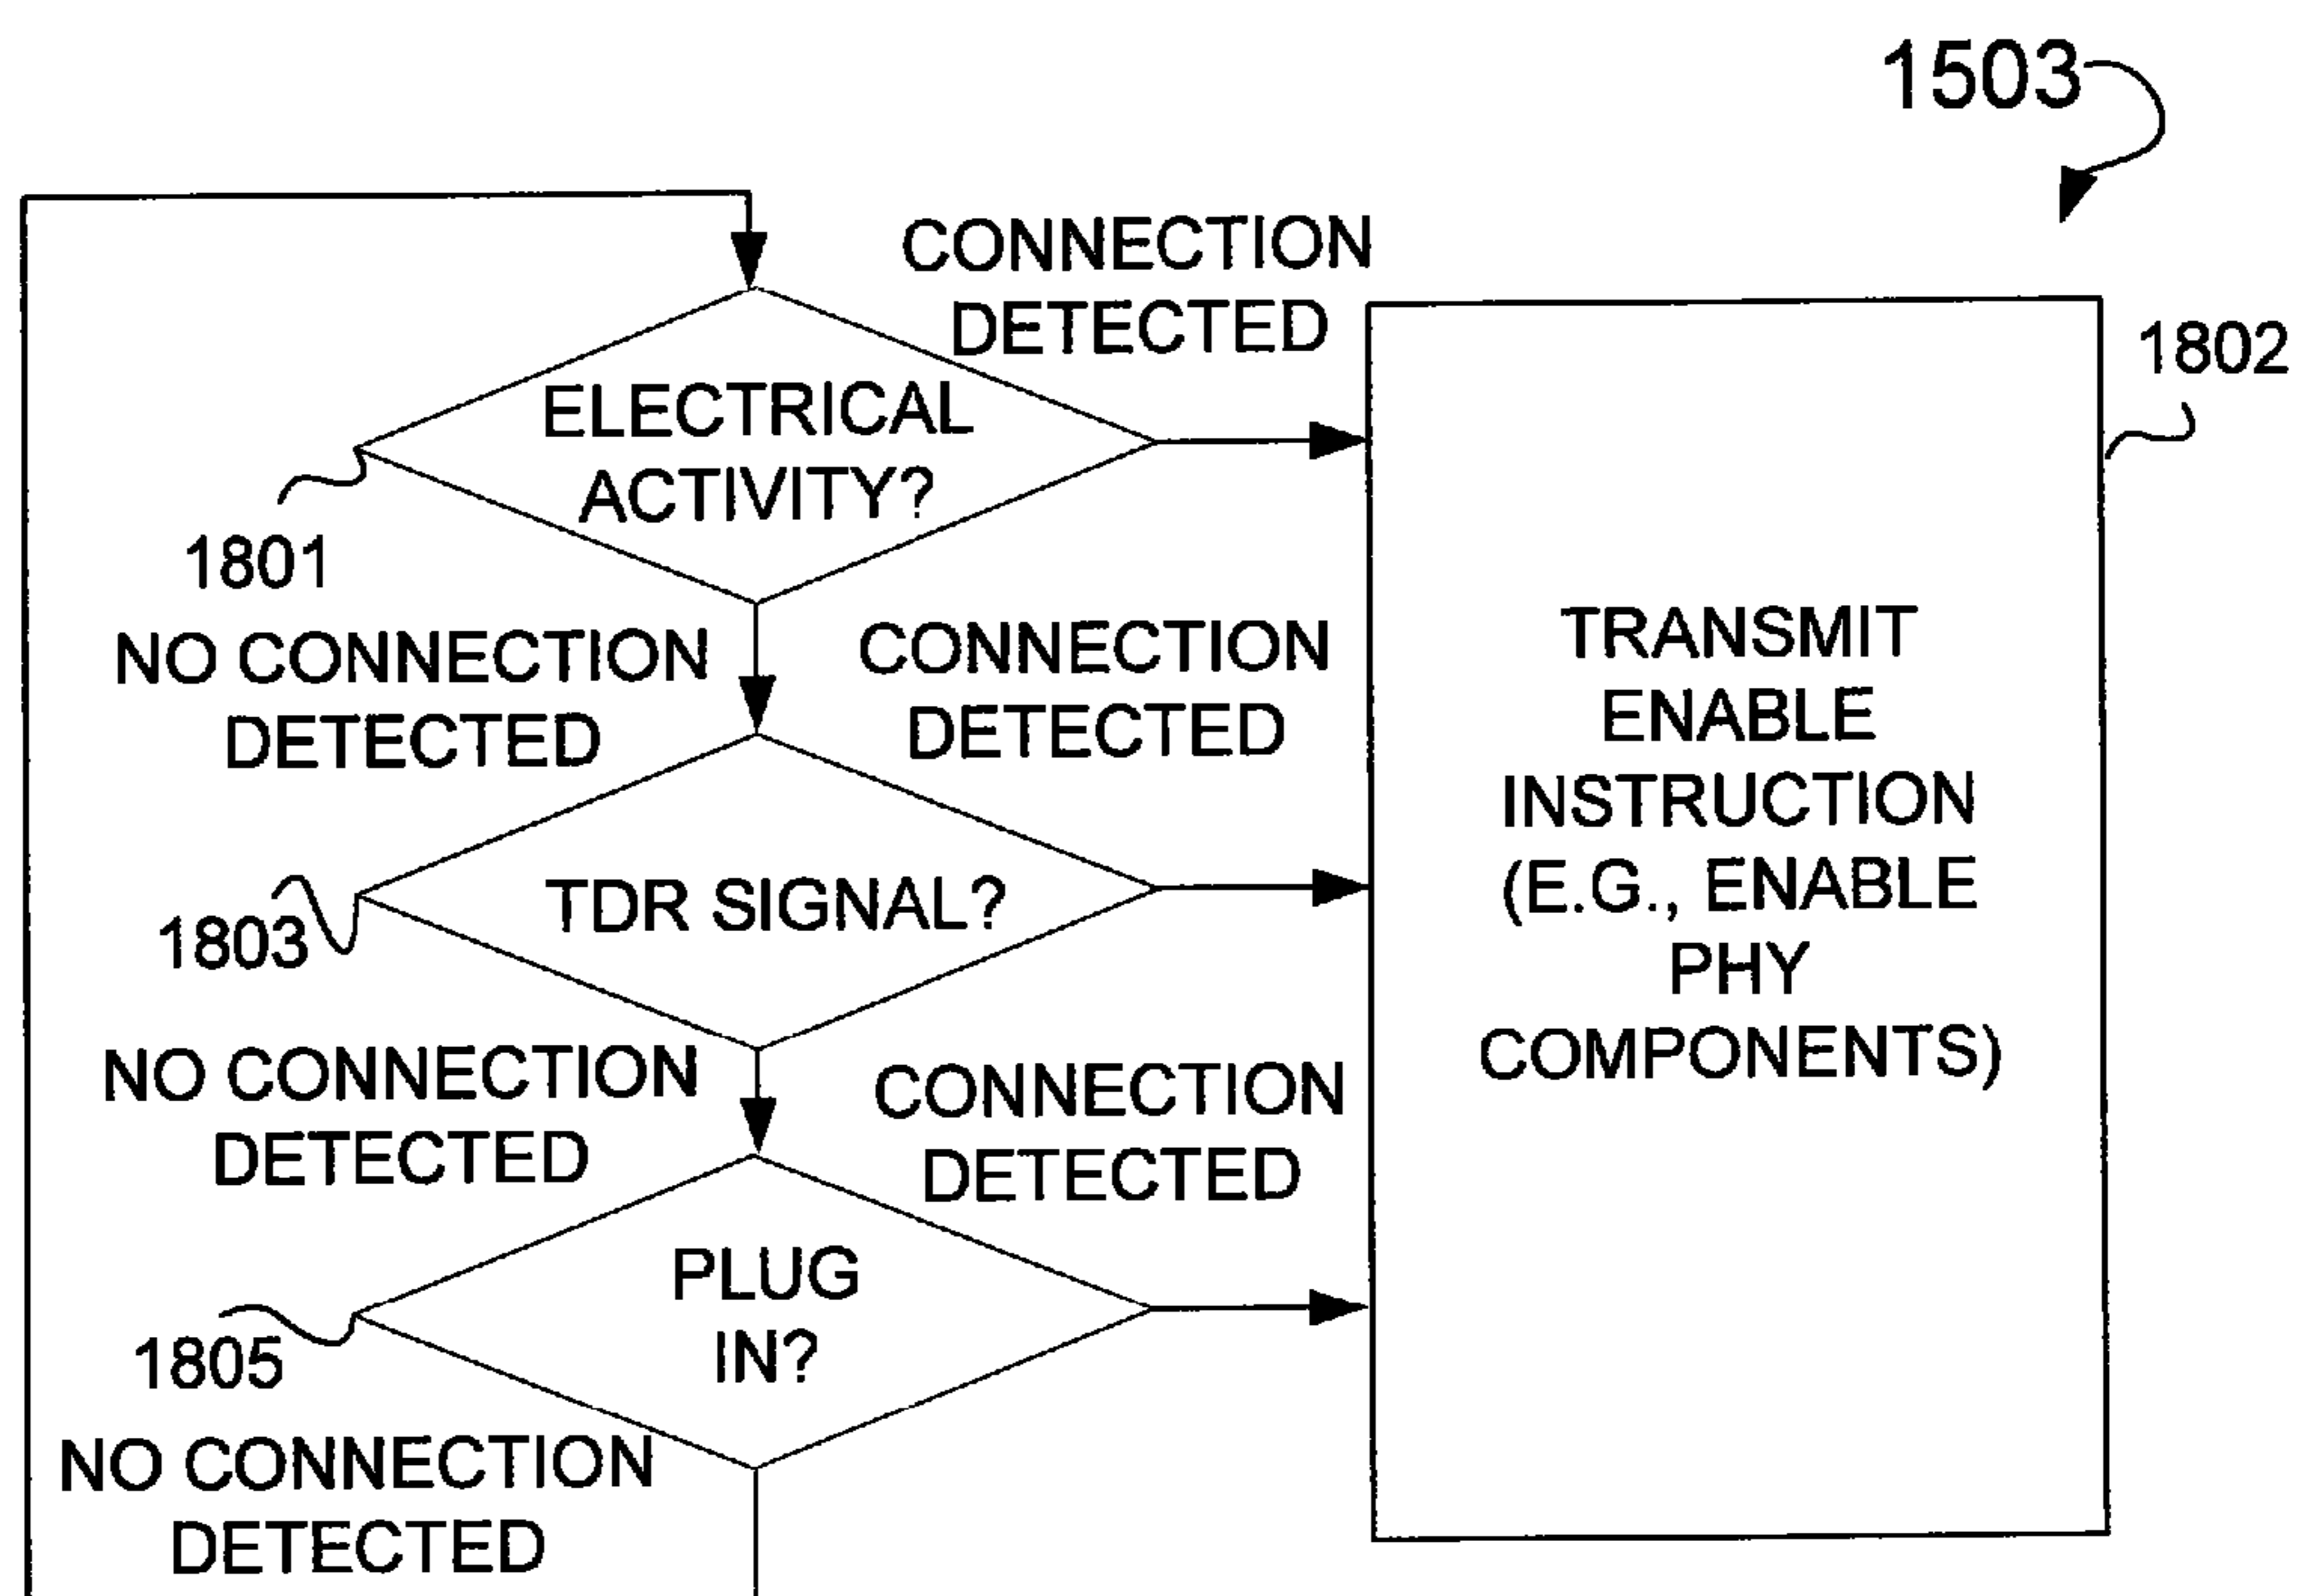 1503
CONNECTION
DETECTED
1802
ELECTRICAL
ACTIVITY?
1801
NO CONNECTION
DETECTED
CONNECTION
DETECTED
TRANSMIT
ENABLE
INSTRUCTION
(E.G., ENABLE
PHY
COMPONENTS)
TDR SIGNAL?
1803
NO CONNECTION
DETECTED
CONNECTION
DETECTED
PLUG
IN?
1805
NO CONNECTION
DETECTED